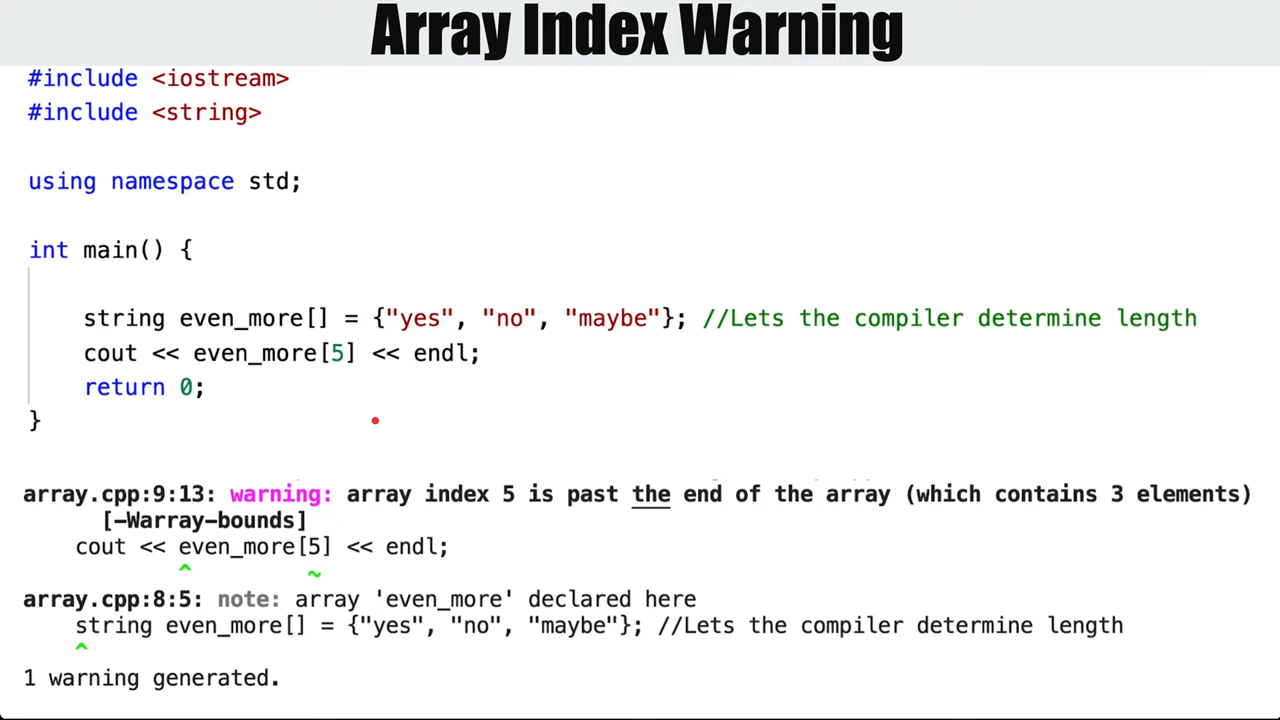 Array Index Warning
#include <iostream>
#include <string>
using namespace std;
int main() {
string even_more[] = {"yes", "no", "maybe"}; //Lets the compiler determine length
cout << even_more[5] << endl;
return 0;
}
array.cpp:9:13: warning: array index 5 is past the end of the array (which contains 3 elements)
[-Warray-bounds]
cout << even_more[5] << endl;
^ ~
array.cpp:8:5: note: array 'even_more' declared here
string even_more[] = {"yes", "no", "maybe"}; //Lets the compiler determine length
^
1 warning generated.